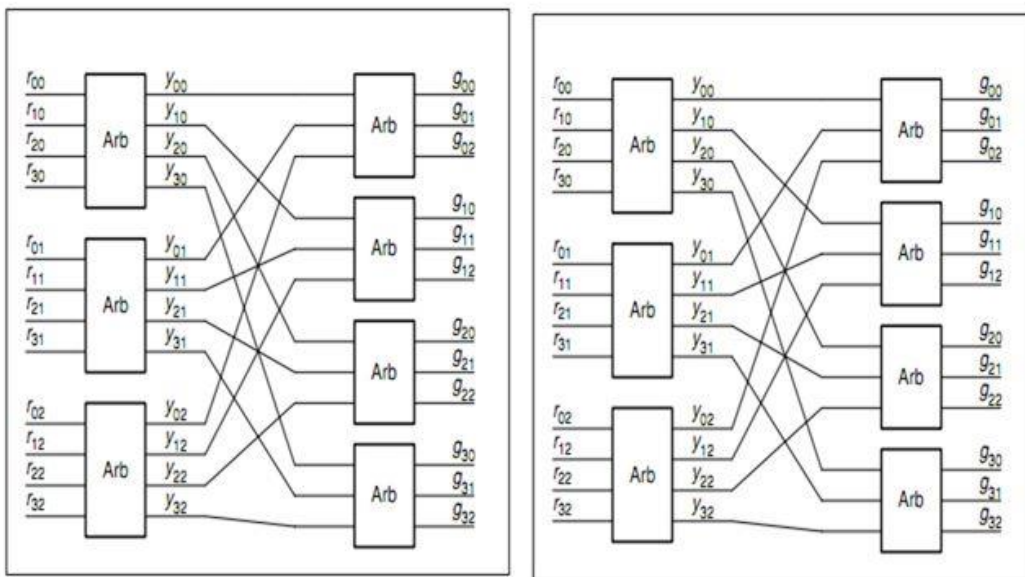 r00 y00 g00
r10 y10 g01
Arb Arb
r20 y20 g02
r30 y30
g10
r01 y01 Arb g11
r11 y11 g12
Arb
r21 y21
r31 y31 g20
Arb g21
r02 y02 g22
r12 y12
Arb g30
r22 y22 Arb g31
r32 y32 g32
r00 y00 g00
r10 y10 g01
Arb Arb
r20 y20 g02
r30 y30
g10
r01 y01 Arb g11
r11 y11 g12
Arb
r21 y21
r31 y31 g20
Arb g21
r02 y02 g22
r12 y12
Arb g30
r22 y22 Arb g31
r32 y32 g32